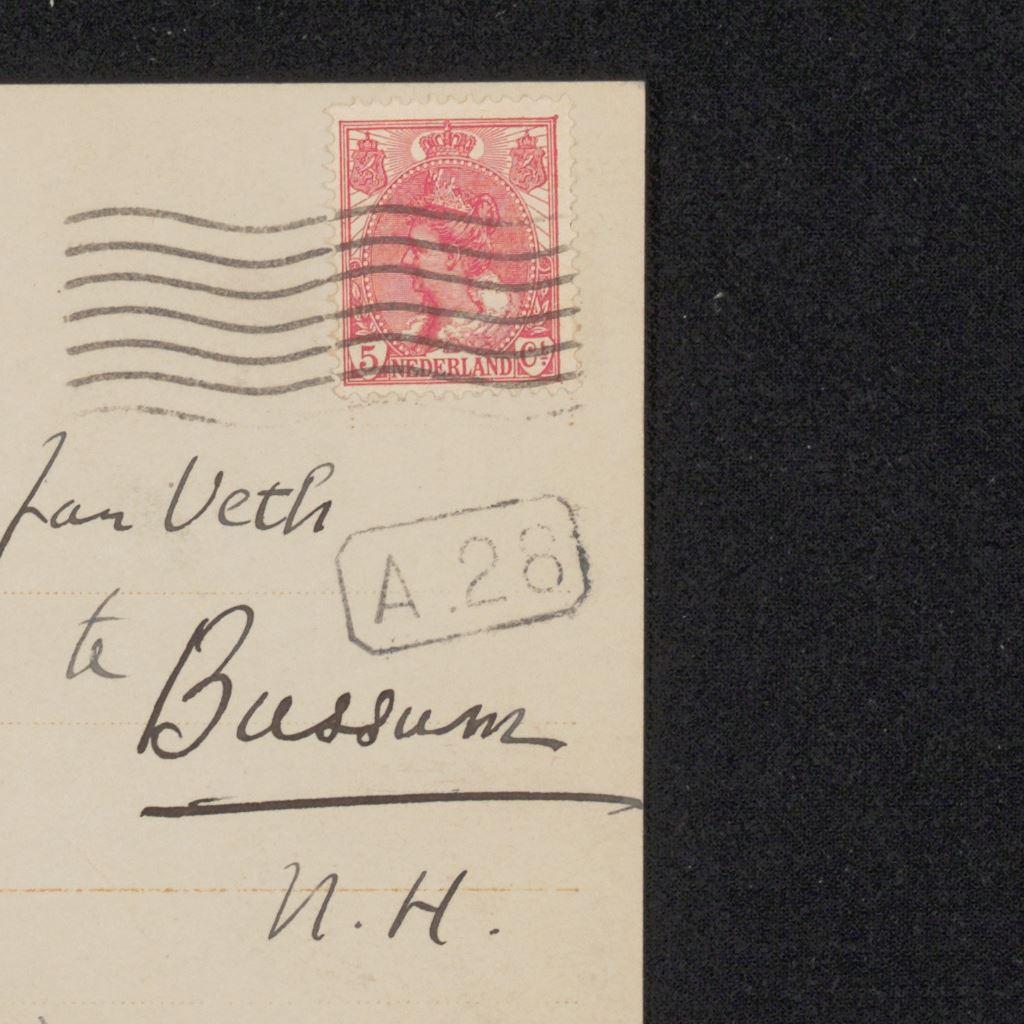 5 NEDERLAND Ct
Jan Veth
A.28
te
Bussum
N.H.